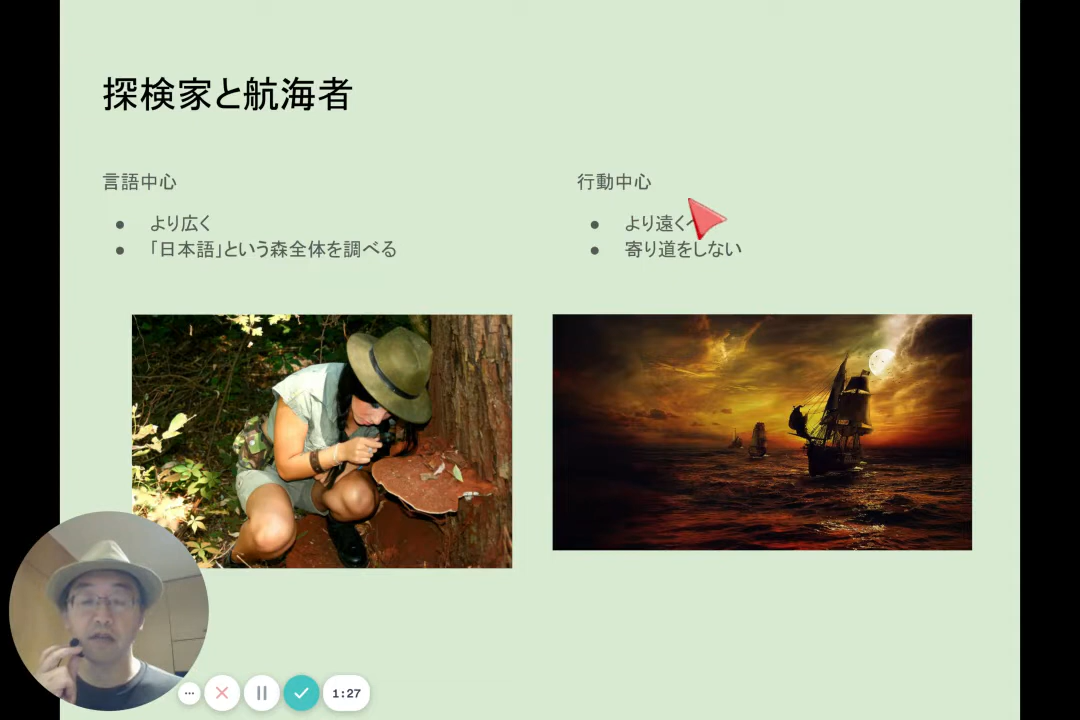 探検家と航海者
言語中心
● より広く
● 「日本語」という森全体を調べる
行動中心
● より遠く
● 寄り道をしない
1:27